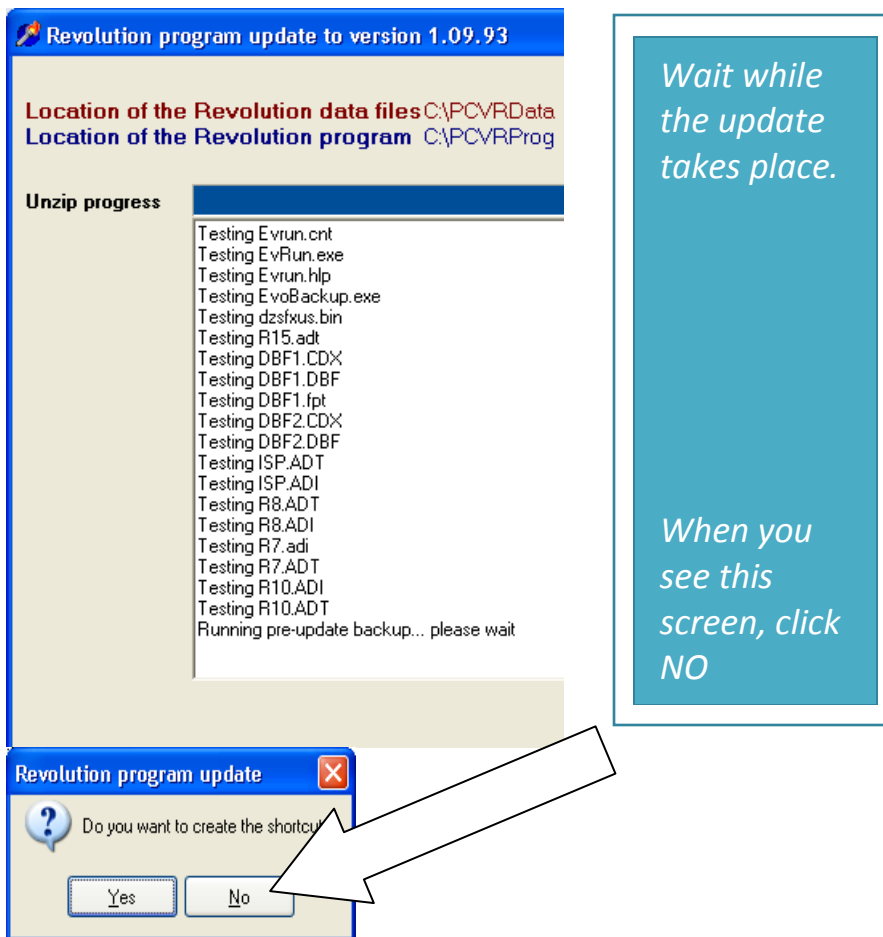 Revolution program update to version 1.09.93
Location of the Revolution data files C:\PCVRData
Location of the Revolution program C:\PCVRProg
Unzip progress
Testing Evrun.cnt
Testing EvRun.exe
Testing Evrun.hlp
Testing EvoBackup.exe
Testing dzsfxus.bin
Testing R15.adt
Testing DBF1.CDX
Testing DBF1.DBF
Testing DBF1.fpt
Testing DBF2.CDX
Testing DBF2.DBF
Testing ISP.ADT
Testing ISP.ADI
Testing R8.ADT
Testing R8.ADI
Testing R7.adi
Testing R7.ADT
Testing R10.ADI
Testing R10.ADT
Running pre-update backup... please wait
Wait while
the update
takes place.
When you
see this
screen, click
NO
Revolution program update
Do you want to create the
Yes
No